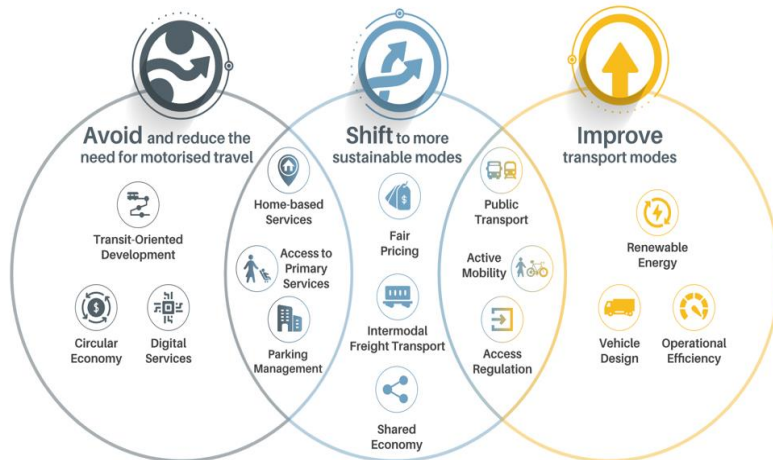 Avoid and reduce the
need for motorised travel
Shift to more
sustainable modes
Improve
transport modes
Transit-Oriented
Development
Circular
Economy
Digital
Services
Home-based
Services
Access to
Primary
Services
Parking
Management
Fair
Pricing
Intermodal
Freight Transport
Shared
Economy
Public
Transport
Active
Mobility
Access
Regulation
Renewable
Energy
Vehicle
Design
Operational
Efficiency